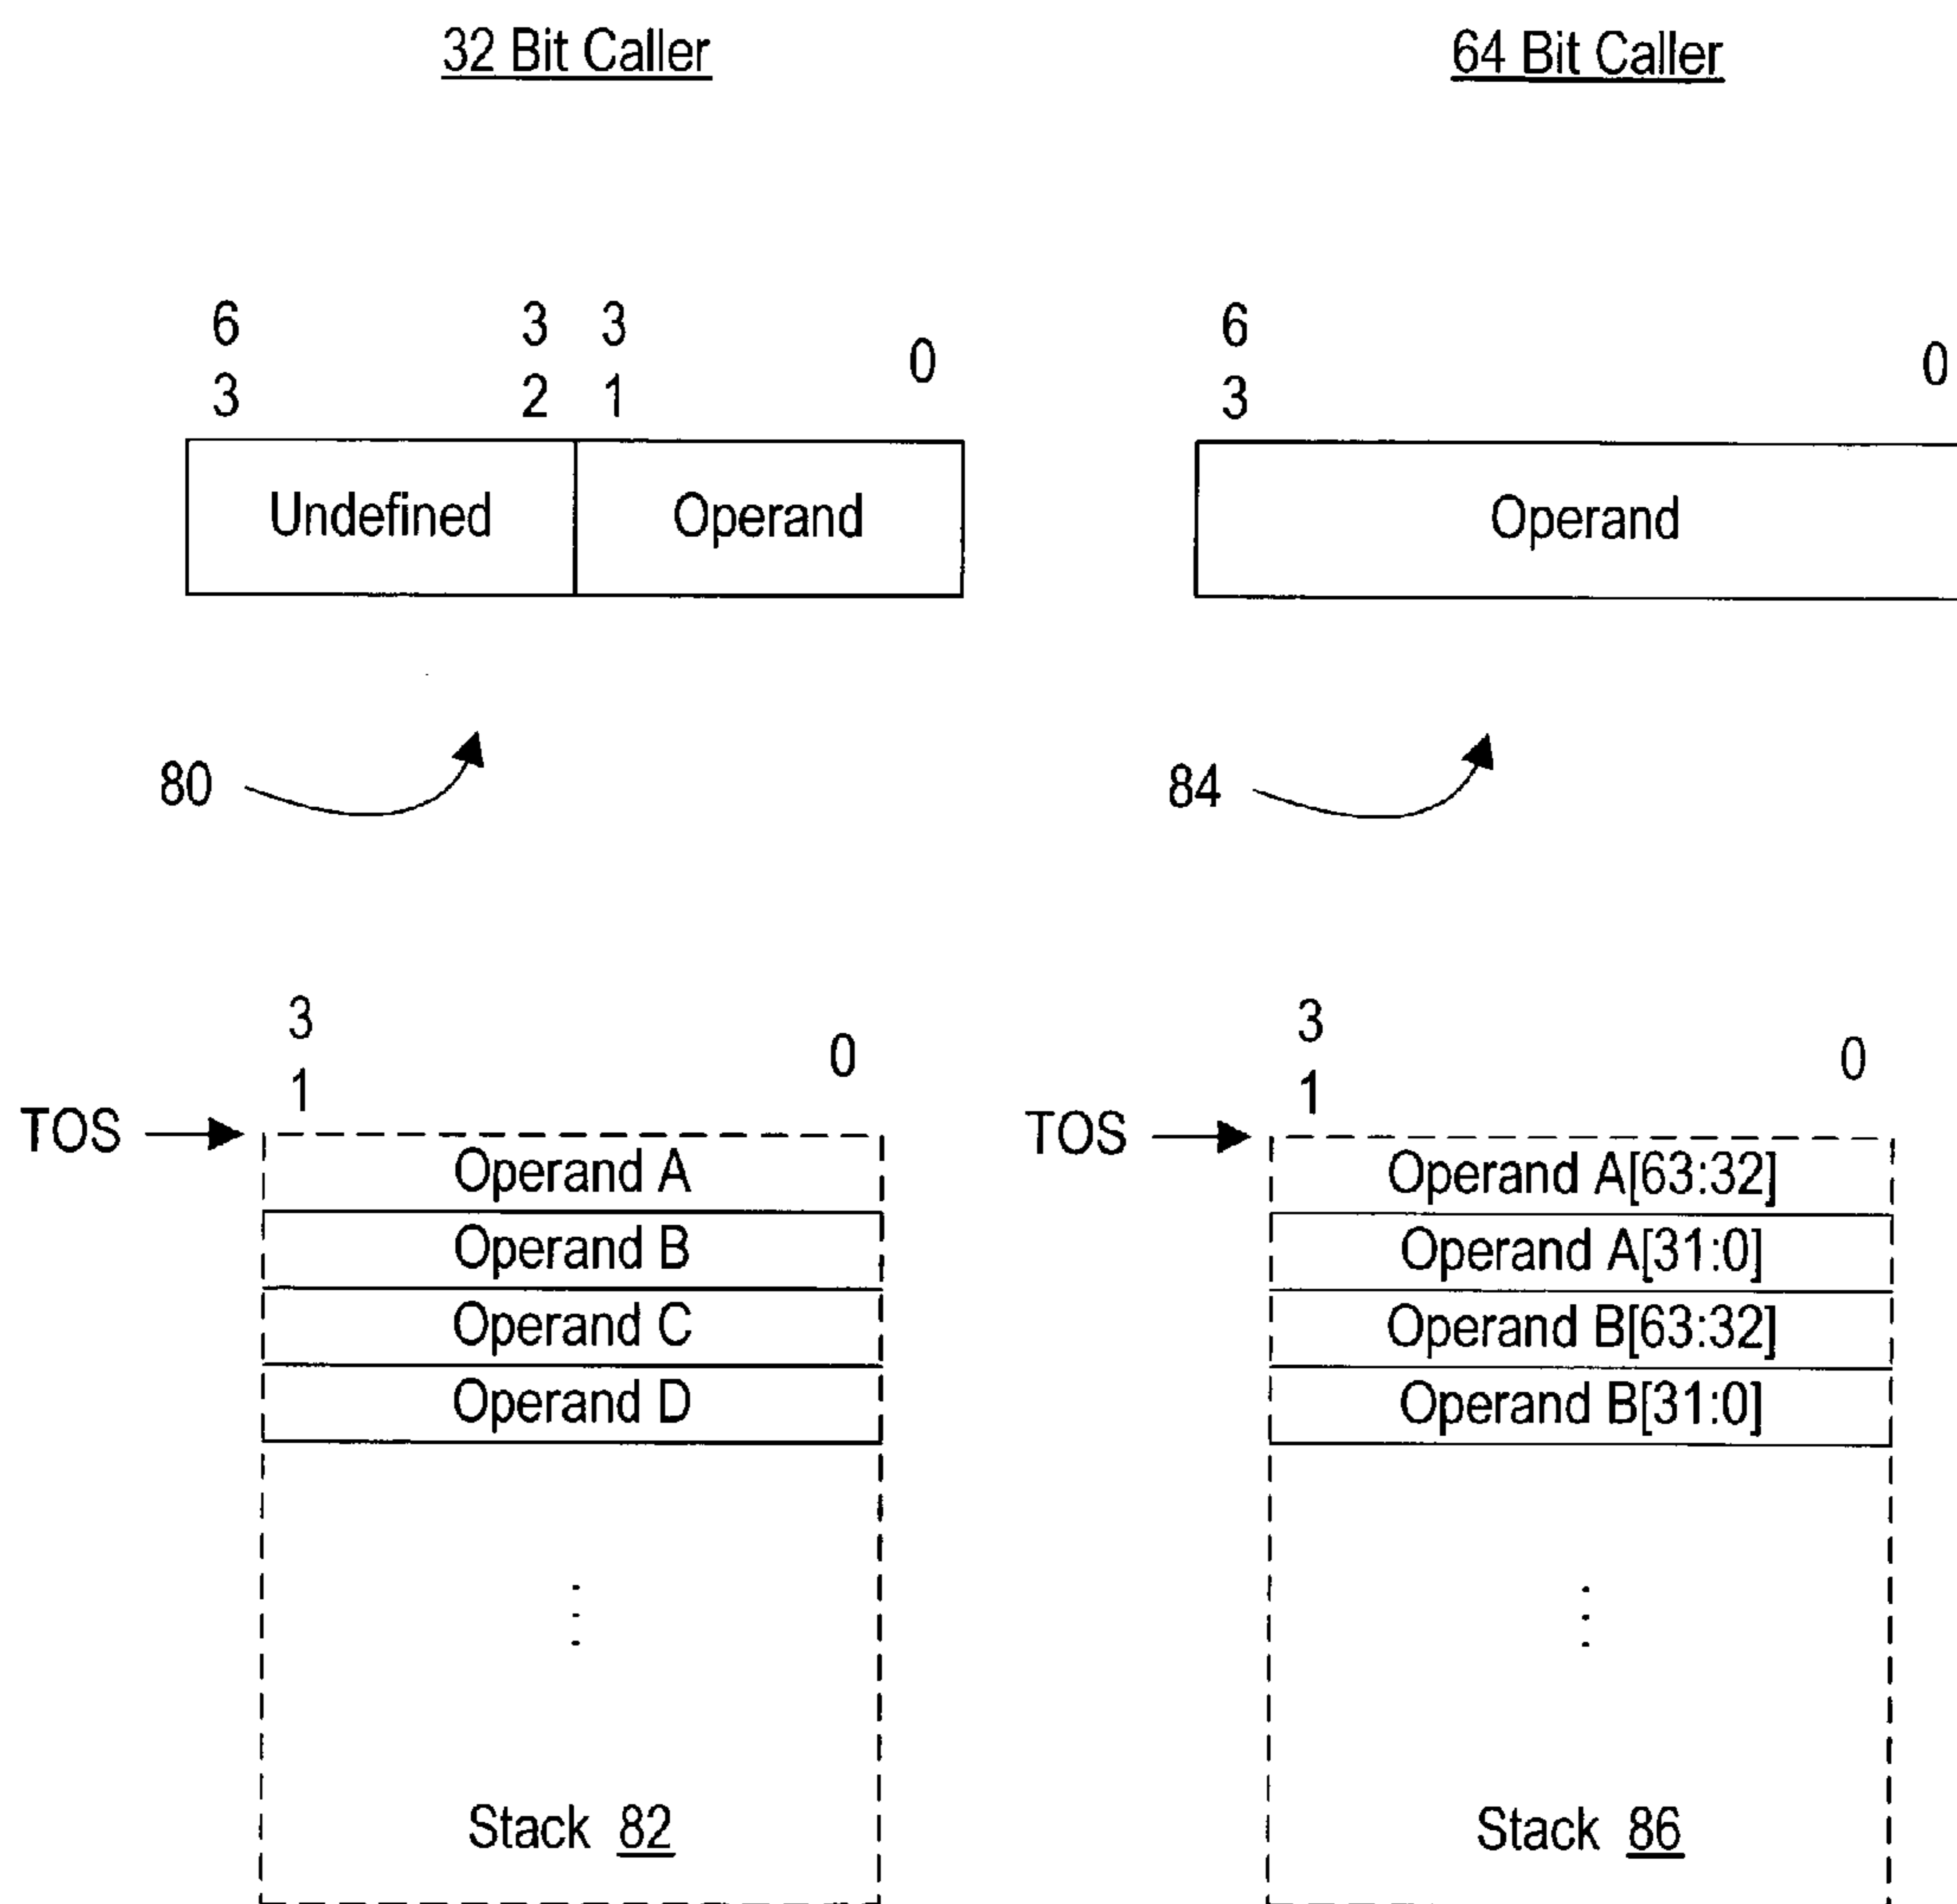 32 Bit Caller
64 Bit Caller
6 3 3
0
3 2 1
Undefined
Operand
6
0
3
Operand
80
84
3
0
1
TOS
Operand A
Operand B
Operand C
Operand D
Stack 82
3
0
1
TOS
Operand A[63:32]
Operand A[31:0]
Operand B[63:32]
Operand B[31:0]
Stack 86